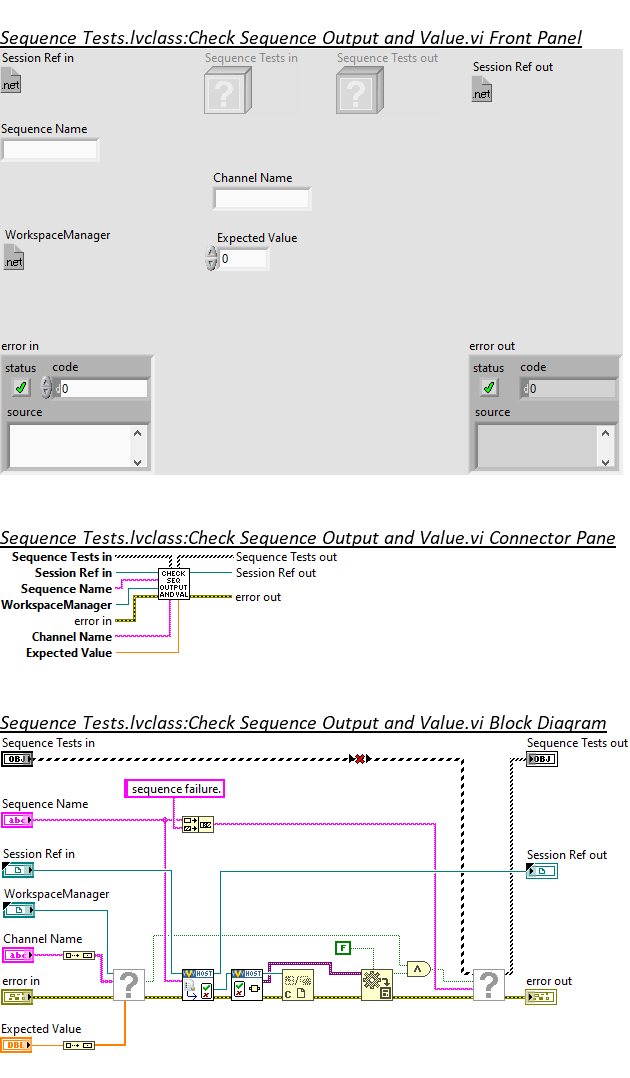 Sequence Tests.lvclass:Check Sequence Output and Value.vi Front Panel
Session Ref in
Sequence Tests in
Sequence Tests out
Session Ref out
.net
?
?
.net
Sequence Name
Channel Name
WorkspaceManager
Expected Value
.net
0
error in
error out
status code
status code
d0
d0
source
source
Sequence Tests.lvclass:Check Sequence Output and Value.vi Connector Pane
Sequence Tests in
Sequence Tests out
Session Ref in
CHECK
Session Ref out
Sequence Name
SEQ
OUTPUT
WorkspaceManager
AND VAL
error out
error in
Channel Name
Expected Value
Sequence Tests.lvclass:Check Sequence Output and Value.vi Block Diagram
Sequence Tests in
Sequence Tests out
OBJ
OBJ
sequence failure.
Sequence Name
abc
Session Ref in
Session Ref out
WorkspaceManager
Channel Name
F
abc
error in
?
HOST
HOST
C
?
error out
Expected Value
DBL